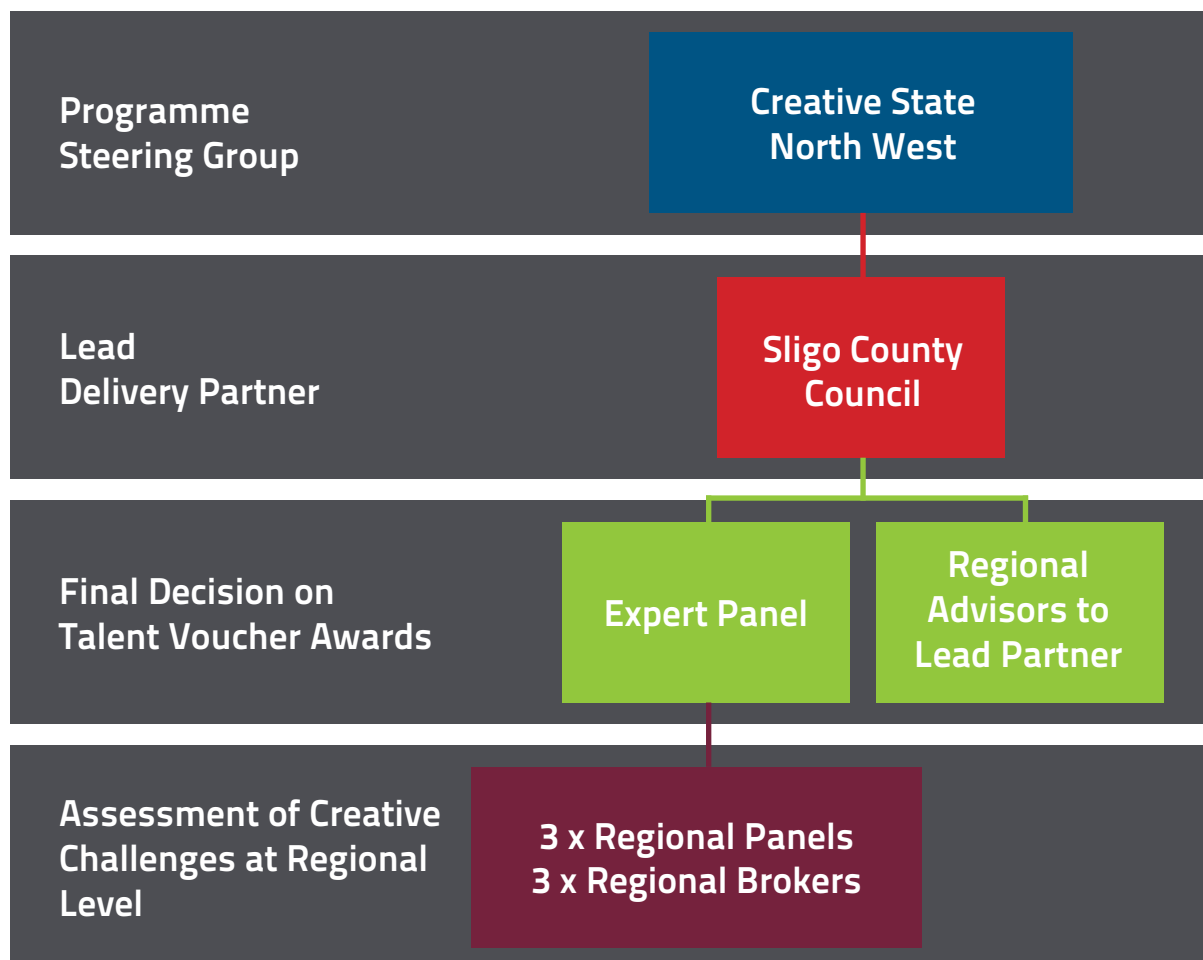 Programme
Steering Group
Creative State
North West
Lead
Delivery Partner
Sligo County
Council
Final Decision on
Talent Voucher Awards
Expert Panel
Regional
Advisors to
Lead Partner
Assessment of Creative
Challenges at Regional
Level
3 x Regional Panels
3 x Regional Brokers